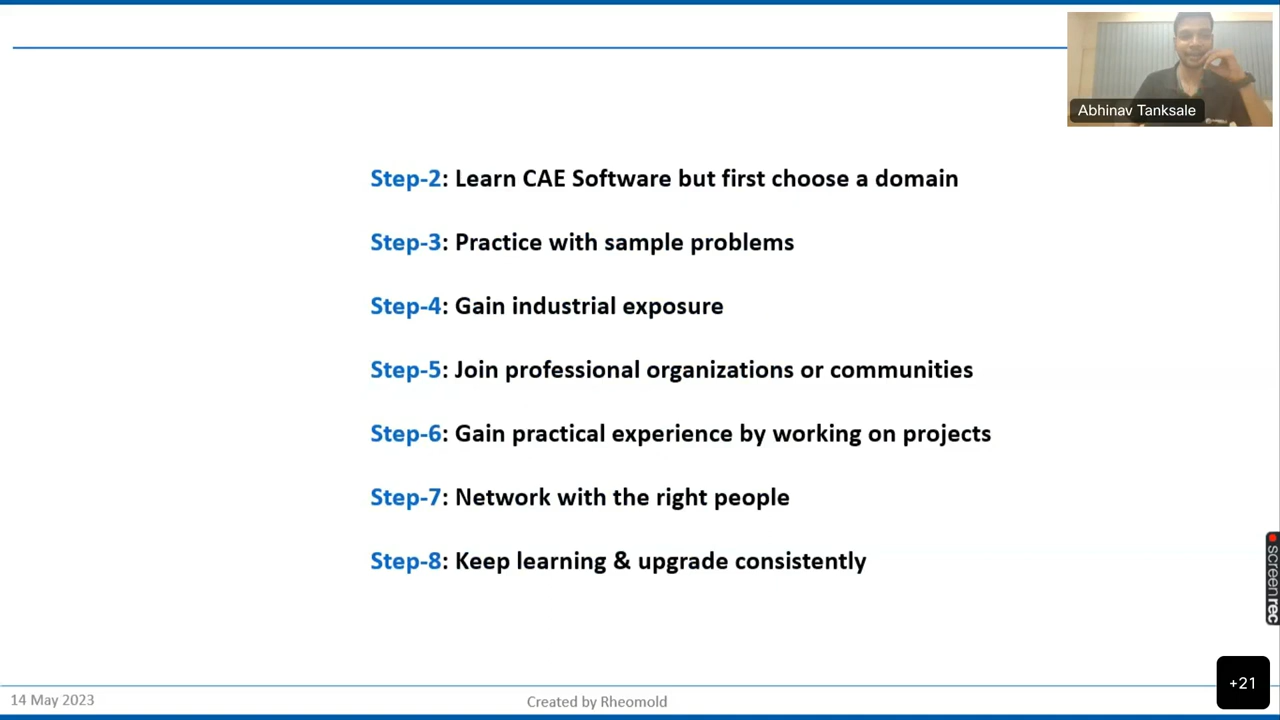 Abhinav Tanksale
Step-2: Learn CAE Software but first choose a domain
Step-3: Practice with sample problems
Step-4: Gain industrial exposure
Step-5: Join professional organizations or communities
Step-6: Gain practical experience by working on projects
Step-7: Network with the right people
Step-8: Keep learning & upgrade consistently
screenrec
14 May 2023
Created by Rheomold
+21